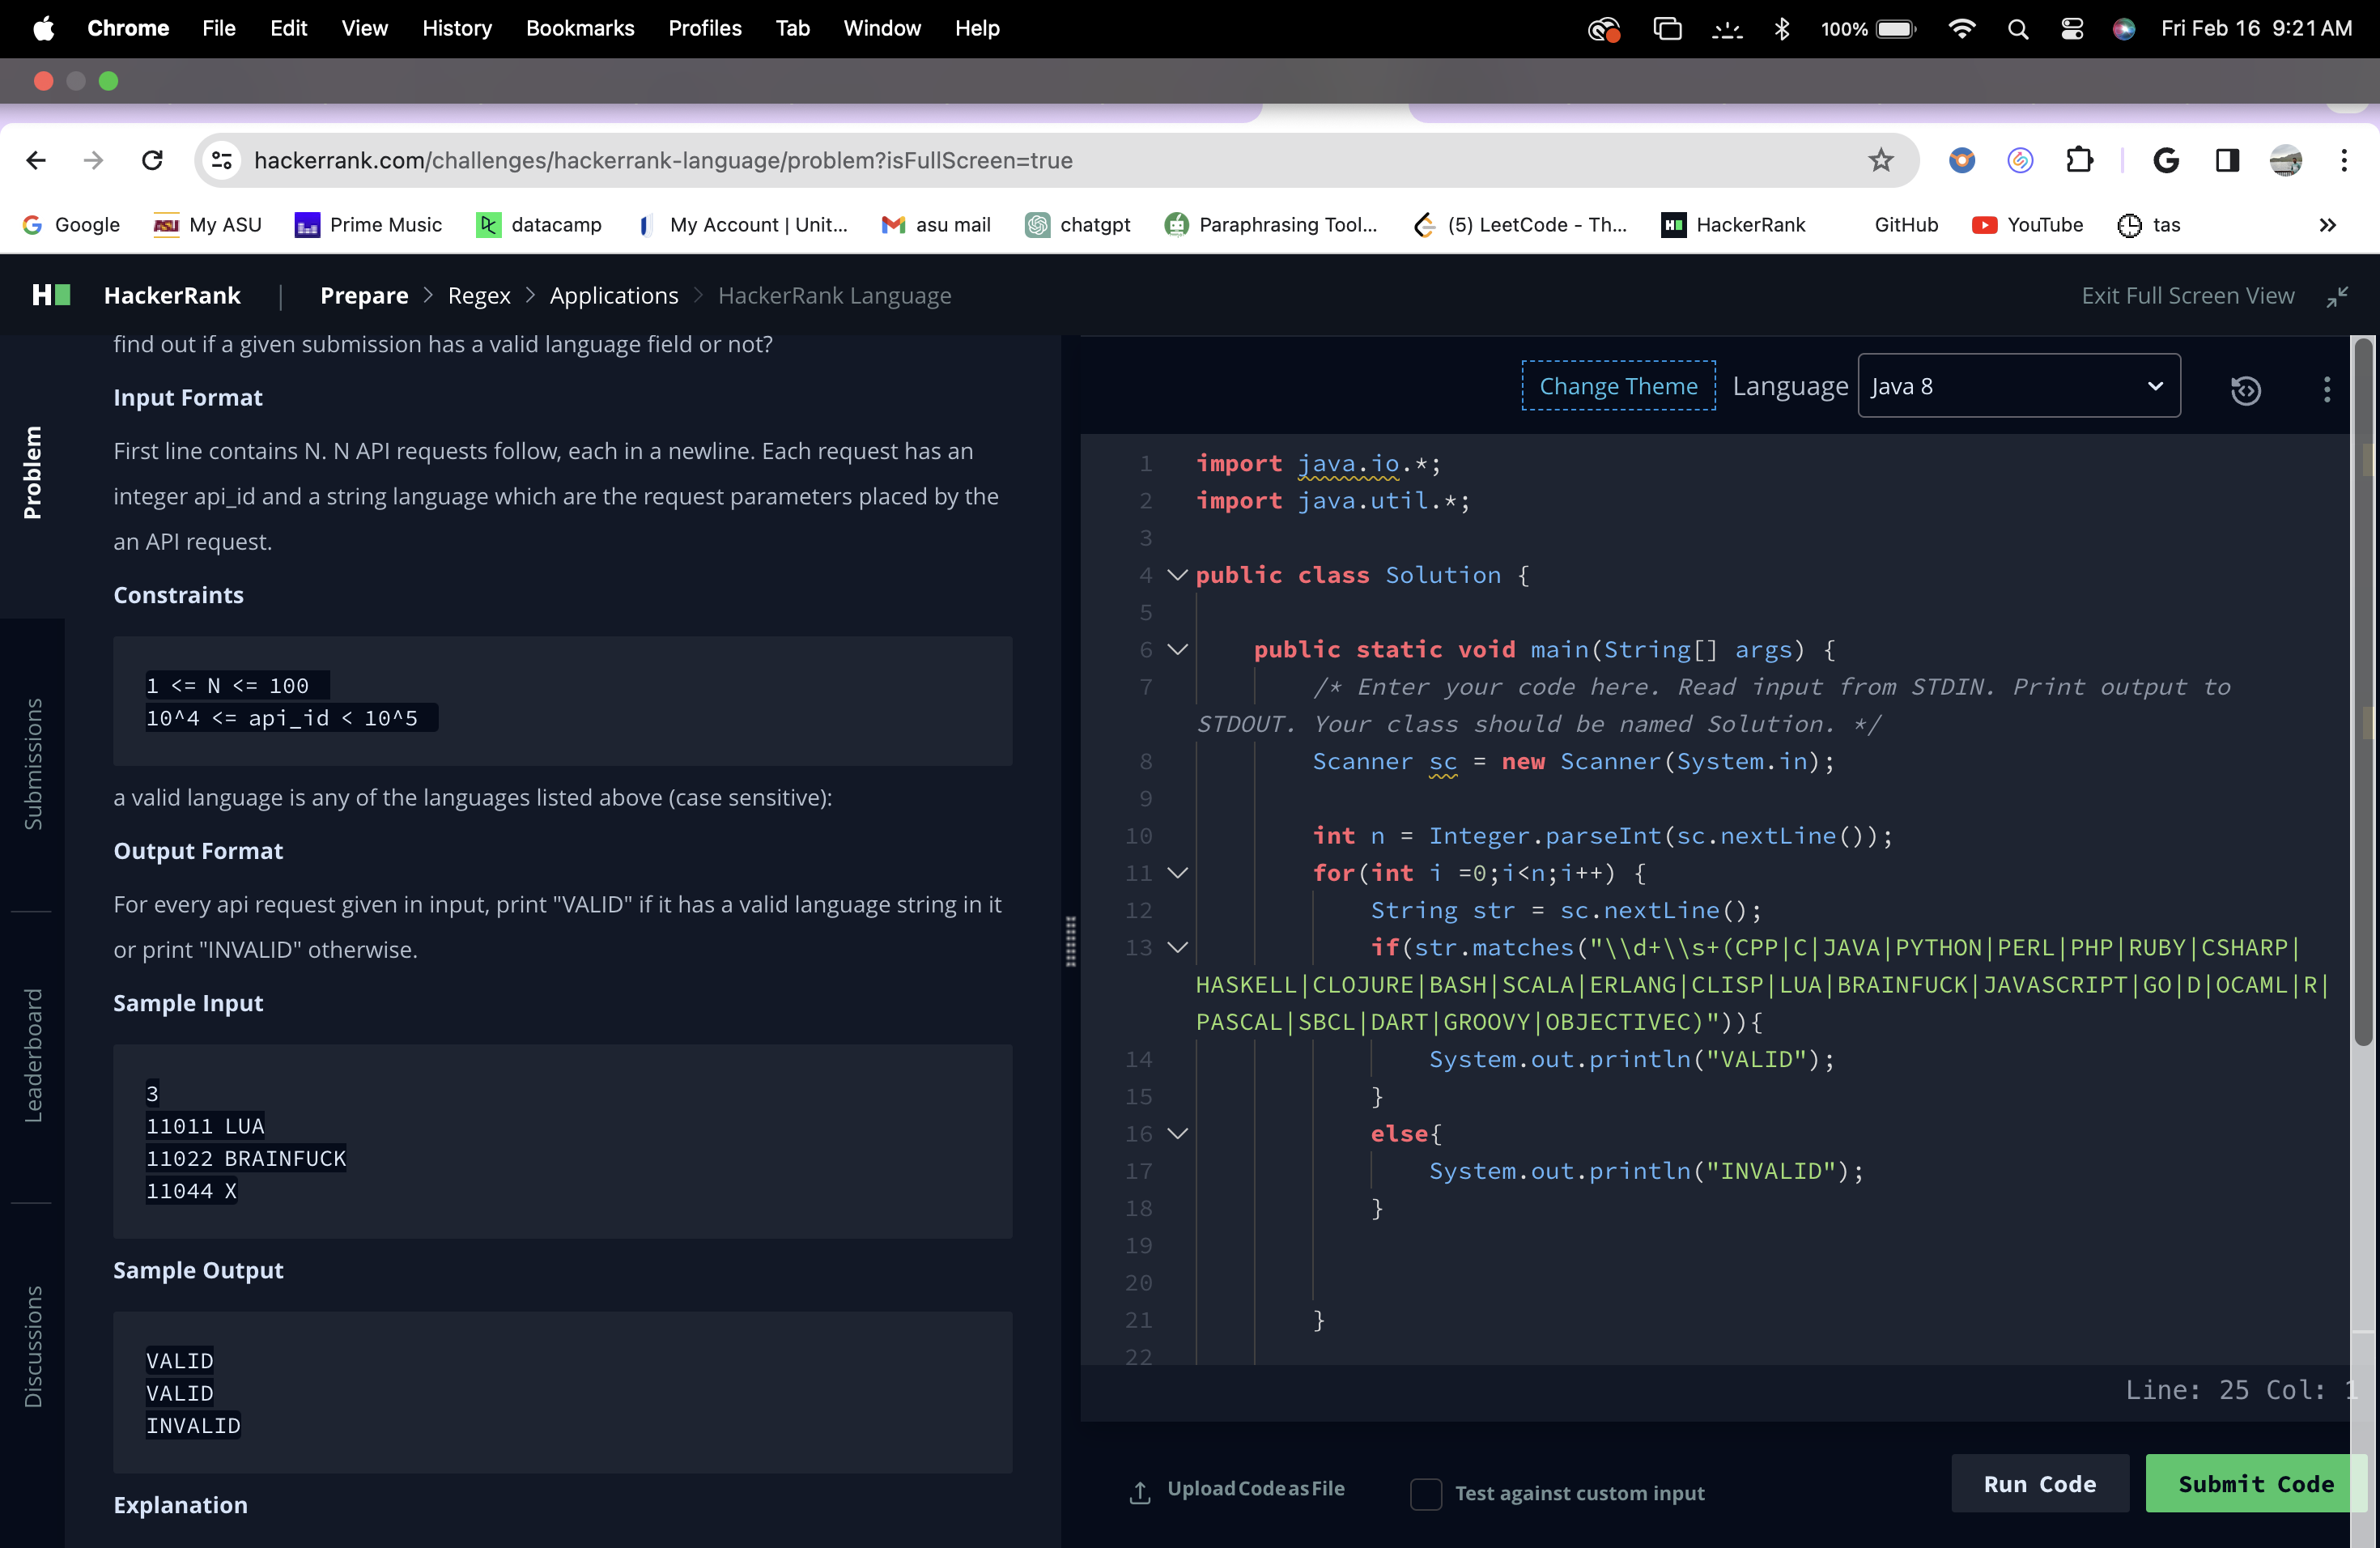 Chrome File Edit View History Bookmarks Profiles Tab Window Help 100% Fri Feb 16 9:21 AM
hackerrank.com/challenges/hackerrank-language/problem?isFullScreen=true
Google My ASU Prime Music datacamp My Account | Unit... asu mail chatgpt Paraphrasing Tool... (5) LeetCode - Th... HackerRank GitHub YouTube tas »
HackerRank | Prepare > Regex > Applications > HackerRank Language Exit Full Screen View
Problem
Submissions
Leaderboard
Discussions
find out if a given submission has a valid language field or not?
Input Format
First line contains N. N API requests follow, each in a newline. Each request has an
integer api_id and a string language which are the request parameters placed by the
an API request.
Constraints
1 <= N <= 100
10^4 <= api_id < 10^5
a valid language is any of the languages listed above (case sensitive):
Output Format
For every api request given in input, print "VALID" if it has a valid language string in it
or print "INVALID" otherwise.
Sample Input
3
11011 LUA
11022 BRAINFUCK
11044 X
Sample Output
VALID
VALID
INVALID
Explanation
Change Theme Language Java 8
1 import java.io.*;
2 import java.util.*;
3
4 public class Solution {
5
6 public static void main(String[] args) {
7 /* Enter your code here. Read input from STDIN. Print output to
STDOUT. Your class should be named Solution. */
8 Scanner sc = new Scanner(System.in);
9
10 int n = Integer.parseInt(sc.nextLine());
11 for(int i =0;i<n;i++) {
12 String str = sc.nextLine();
13 if(str.matches("\\d+\\s+(CPP|C|JAVA|PYTHON|PERL|PHP|RUBY|CSHARP|
HASKELL|CLOJURE|BASH|SCALA|ERLANG|CLISP|LUA|BRAINFUCK|JAVASCRIPT|GO|D|OCAML|R|
PASCAL|SBCL|DART|GROOVY|OBJECTIVEC)")){
14 System.out.println("VALID");
15 }
16 else{
17 System.out.println("INVALID");
18 }
19
20
21 }
22
Line: 25 Col: 1
Upload Code as File Test against custom input Run Code Submit Code